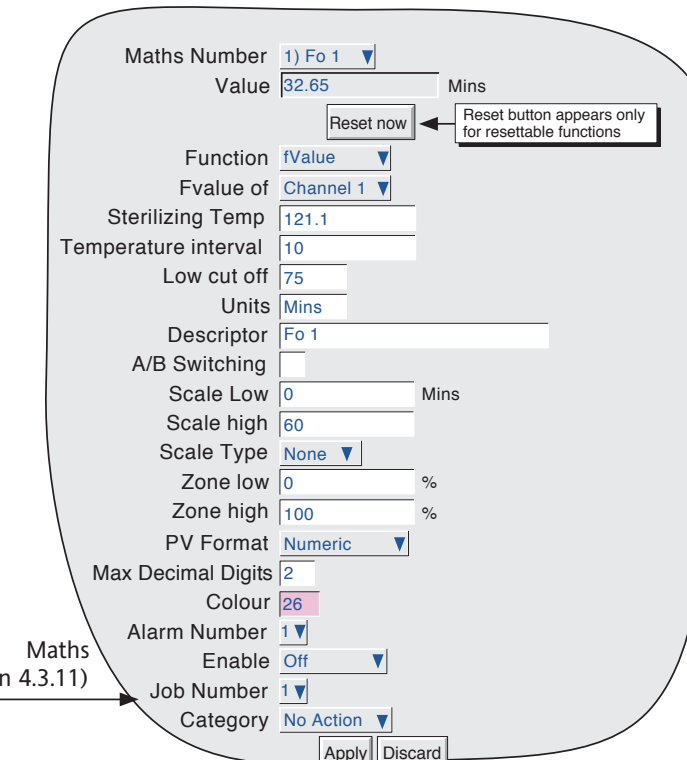 Maths Number 1) Fo 1
Value 32.65 Mins
Reset now
Reset button appears only
for resettable functions
Function fValue
Fvalue of Channel 1
Sterilizing Temp 121.1
Temperature interval 10
Low cut off 75
Units Mins
Descriptor Fo 1
A/B Switching
Scale Low 0 Mins
Scale high 60
Scale Type None
Zone low 0 %
Zone high 100 %
PV Format Numeric
Max Decimal Digits 2
Colour 26
Alarm Number 1
Enable Off
Job Number 1
Category No Action
Apply Discard
Maths
n 4.3.11)